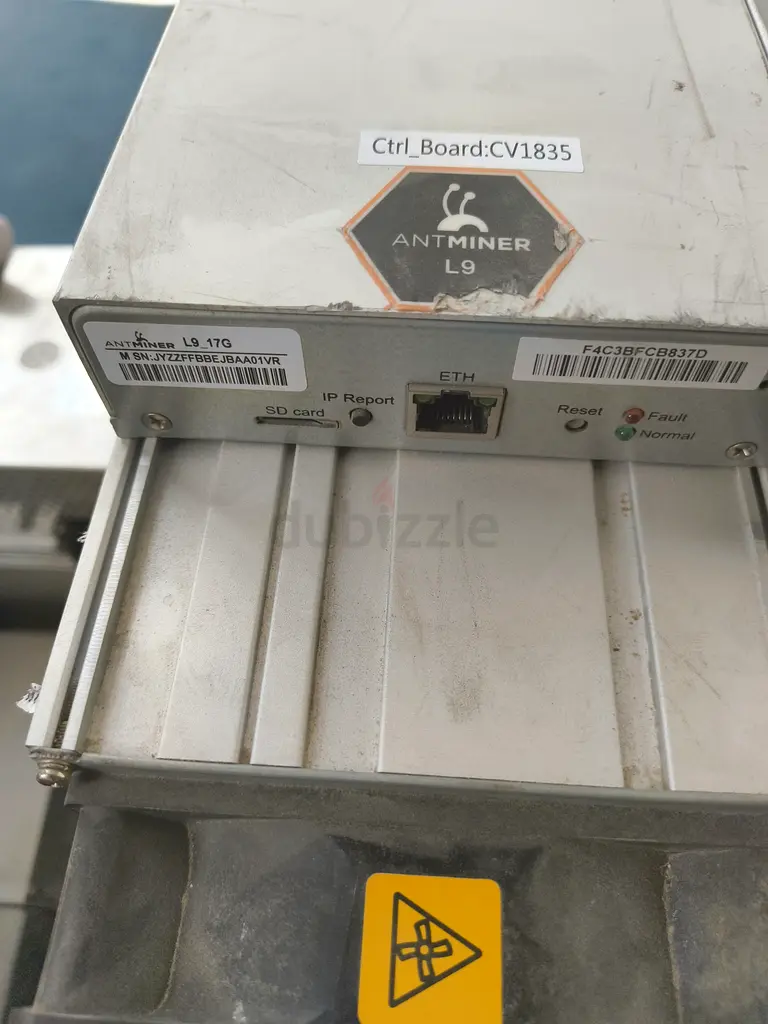 Ctrl_Board:CV1835
ANTMINER
L9
ANTMINER L9_17G
M SN:JYZZFFBBEJBAA01VR
F4C3BFCB837D
ETH
IP Report
SD card
Reset
Fault
Normal
dubizzle